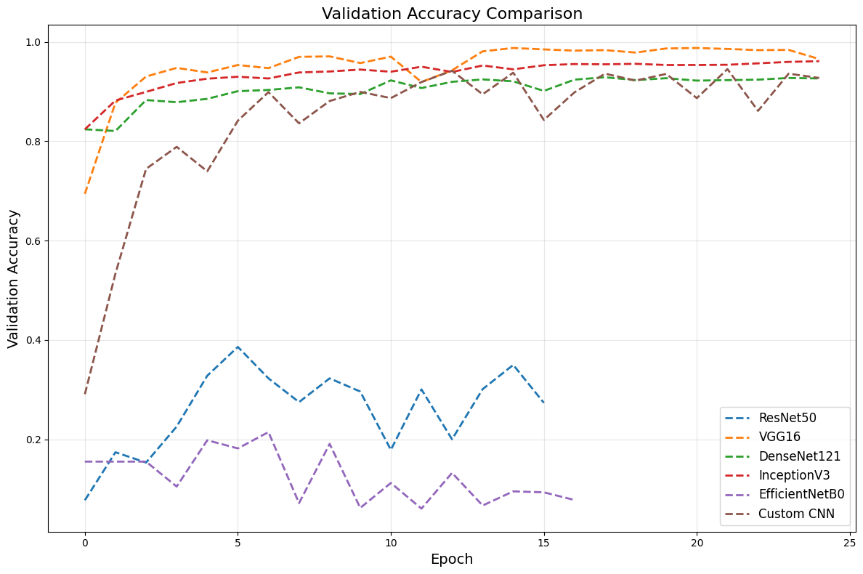 Validation Accuracy Comparison
1.0
0.8
0.6
0.4
0.2
Validation Accuracy
0
5
10
15
20
25
Epoch
ResNet50
VGG16
DenseNet121
InceptionV3
EfficientNetB0
Custom CNN